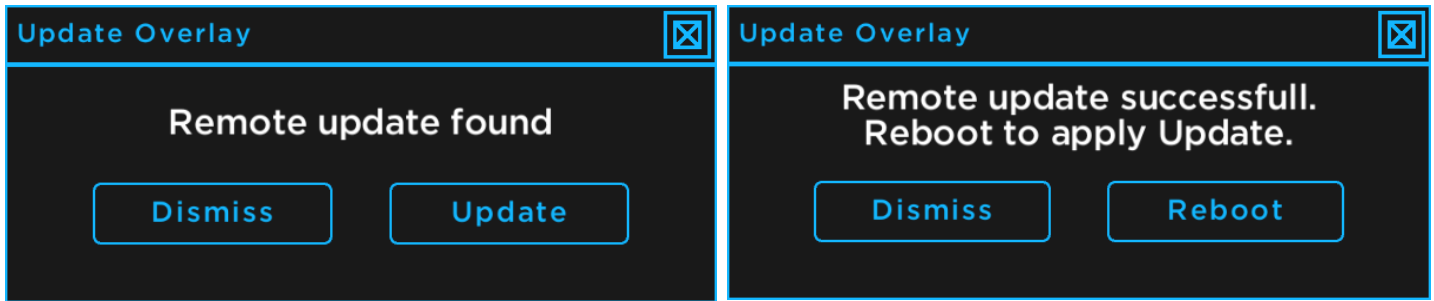 Update Overlay
Remote update found
Dismiss
Update
Update Overlay
Remote update successfull.
Reboot to apply Update.
Dismiss
Reboot